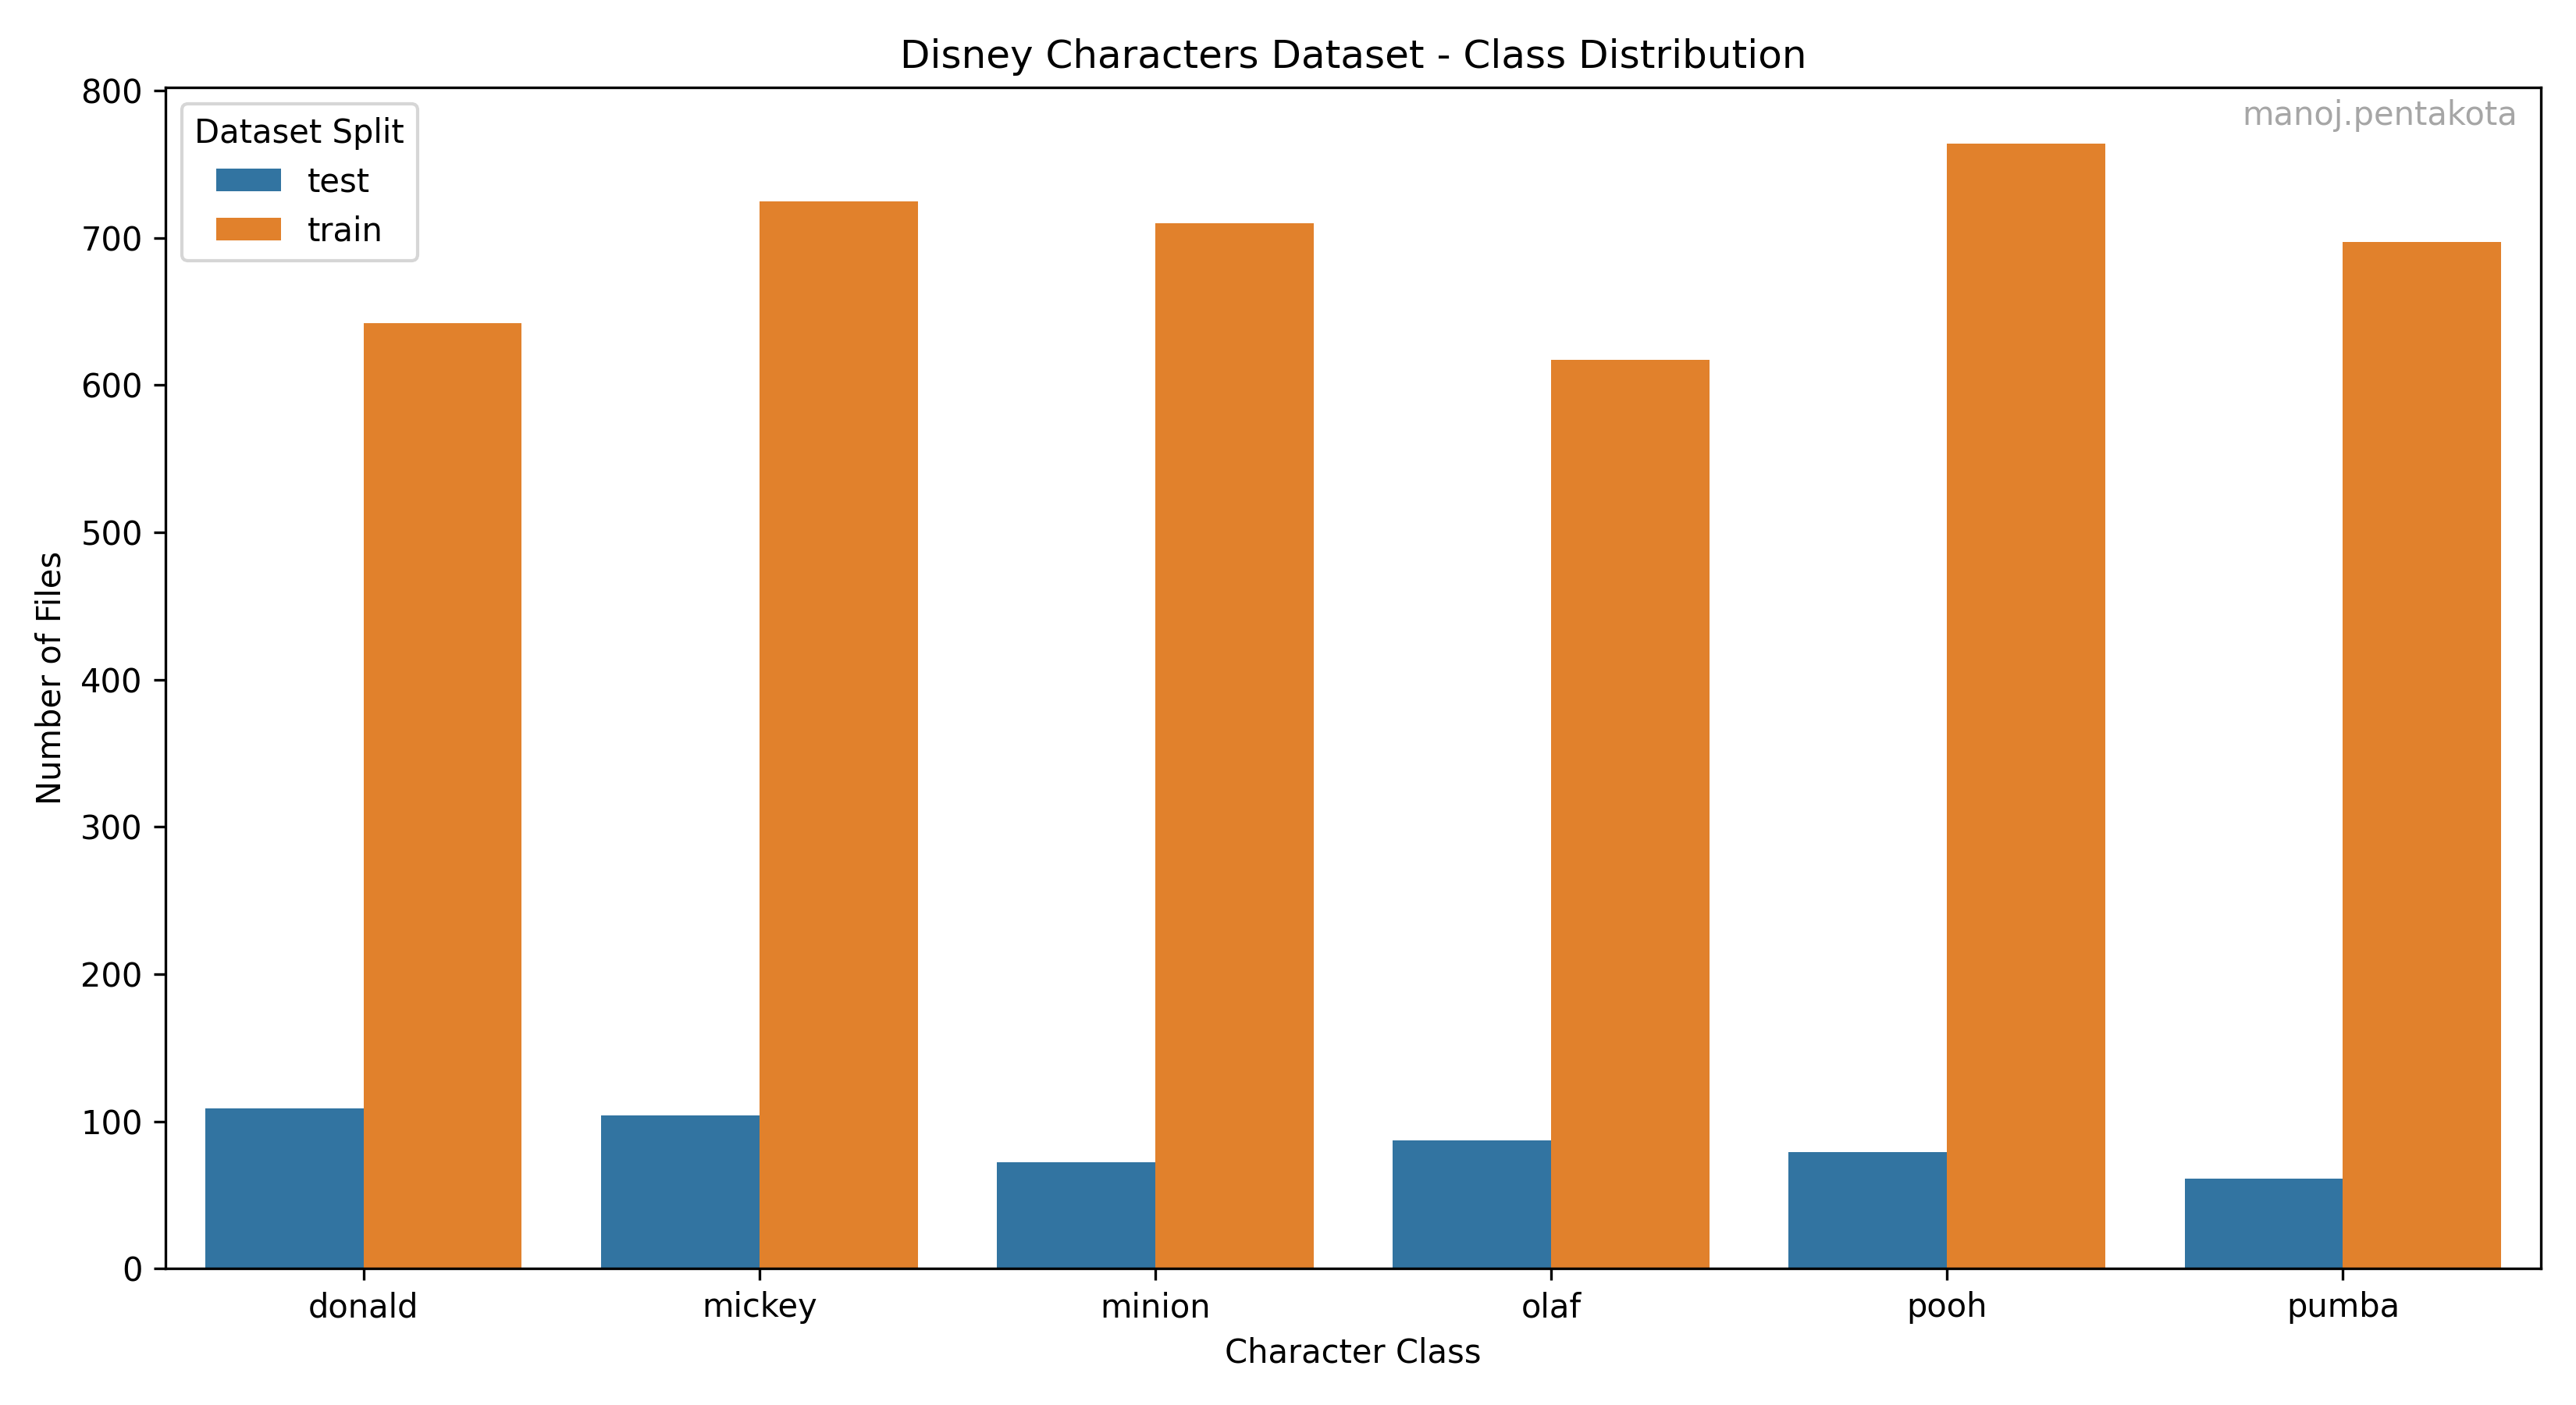 Disney Characters Dataset - Class Distribution
manoj.pentakota
Dataset Split
test
train
Number of Files
800
700
600
500
400
300
200
100
0
donald mickey minion olaf pooh pumba
Character Class